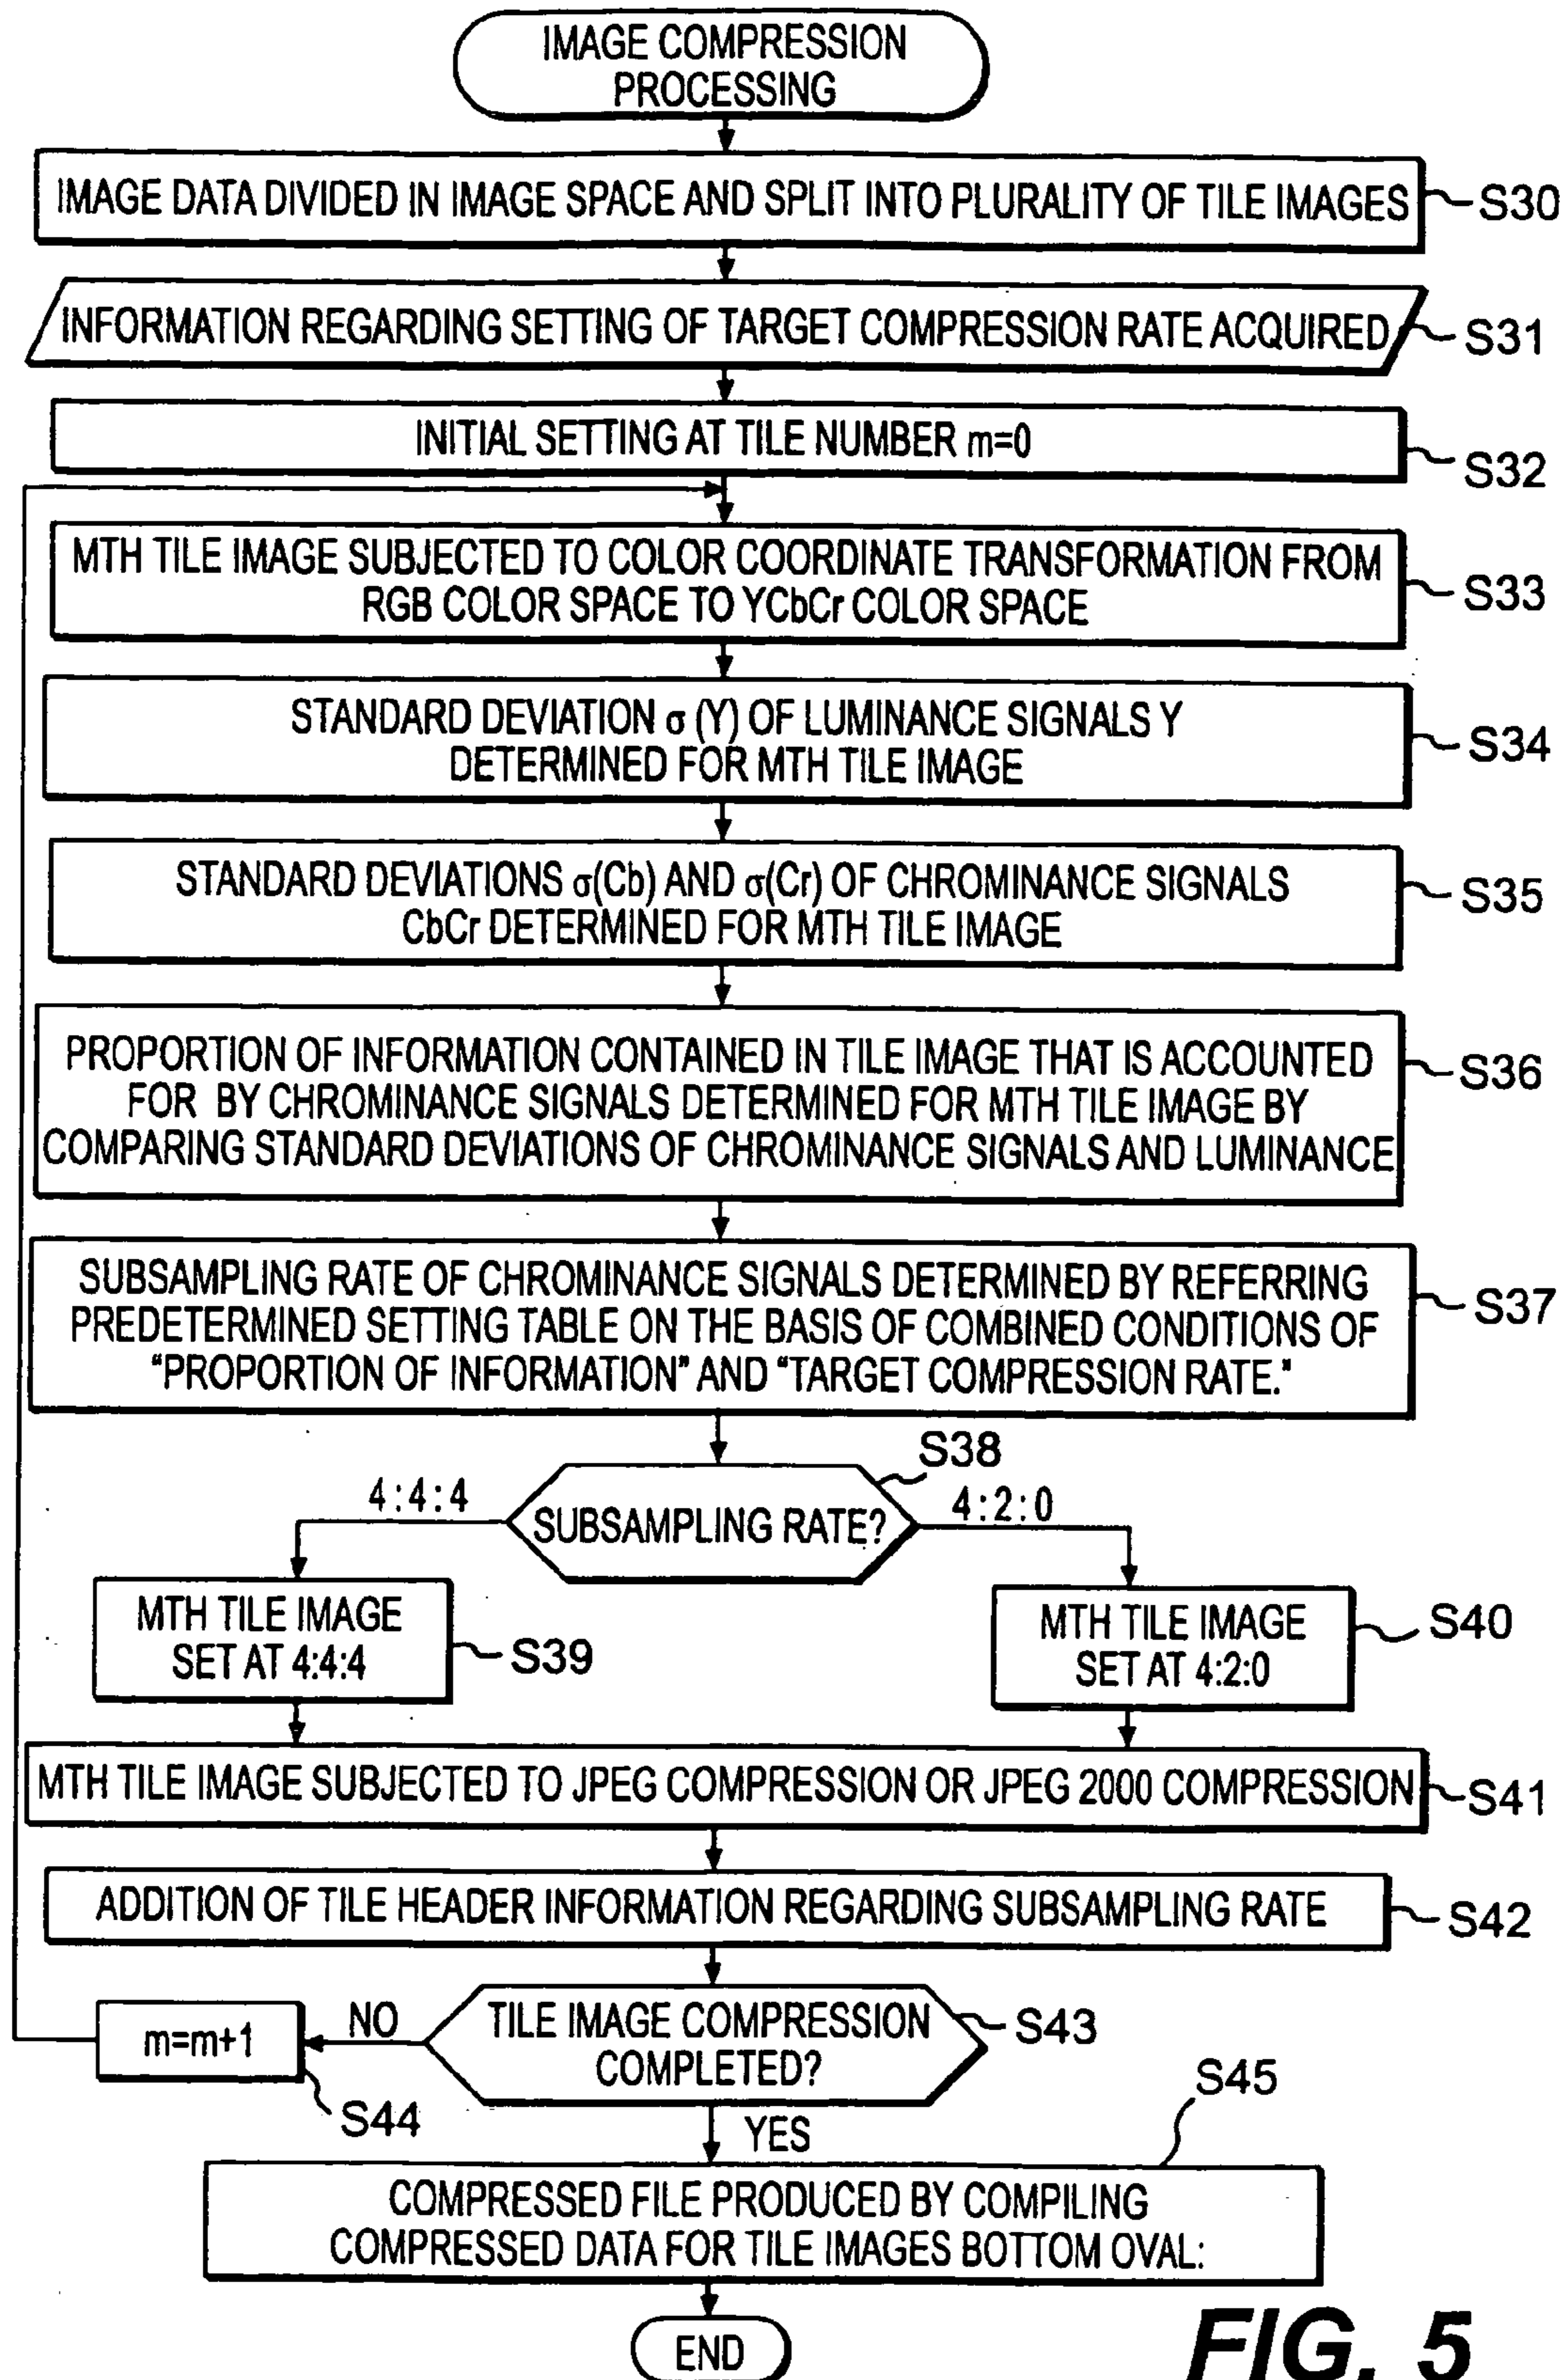 IMAGE COMPRESSION
PROCESSING
IMAGE DATA DIVIDED IN IMAGE SPACE AND SPLIT INTO PLURALITY OF TILE IMAGES
S30
INFORMATION REGARDING SETTING OF TARGET COMPRESSION RATE ACQUIRED
S31
INITIAL SETTING AT TILE NUMBER m=0
S32
MTH TILE IMAGE SUBJECTED TO COLOR COORDINATE TRANSFORMATION FROM
RGB COLOR SPACE TO YCbCr COLOR SPACE
S33
STANDARD DEVIATION σ (Y) OF LUMINANCE SIGNALS Y
DETERMINED FOR MTH TILE IMAGE
S34
STANDARD DEVIATIONS σ(Cb) AND σ(Cr) OF CHROMINANCE SIGNALS
CbCr DETERMINED FOR MTH TILE IMAGE
S35
PROPORTION OF INFORMATION CONTAINED IN TILE IMAGE THAT IS ACCOUNTED
FOR BY CHROMINANCE SIGNALS DETERMINED FOR MTH TILE IMAGE BY
COMPARING STANDARD DEVIATIONS OF CHROMINANCE SIGNALS AND LUMINANCE
S36
SUBSAMPLING RATE OF CHROMINANCE SIGNALS DETERMINED BY REFERRING
PREDETERMINED SETTING TABLE ON THE BASIS OF COMBINED CONDITIONS OF
"PROPORTION OF INFORMATION" AND "TARGET COMPRESSION RATE."
S37
S38
4:4:4
SUBSAMPLING RATE?
4:2:0
MTH TILE IMAGE
SET AT 4:4:4
S39
MTH TILE IMAGE
SET AT 4:2:0
S40
MTH TILE IMAGE SUBJECTED TO JPEG COMPRESSION OR JPEG 2000 COMPRESSION
S41
ADDITION OF TILE HEADER INFORMATION REGARDING SUBSAMPLING RATE
S42
m=m+1
S44
NO
TILE IMAGE COMPRESSION
COMPLETED?
S43
YES
S45
COMPRESSED FILE PRODUCED BY COMPILING
COMPRESSED DATA FOR TILE IMAGES BOTTOM OVAL:
END
FIG. 5